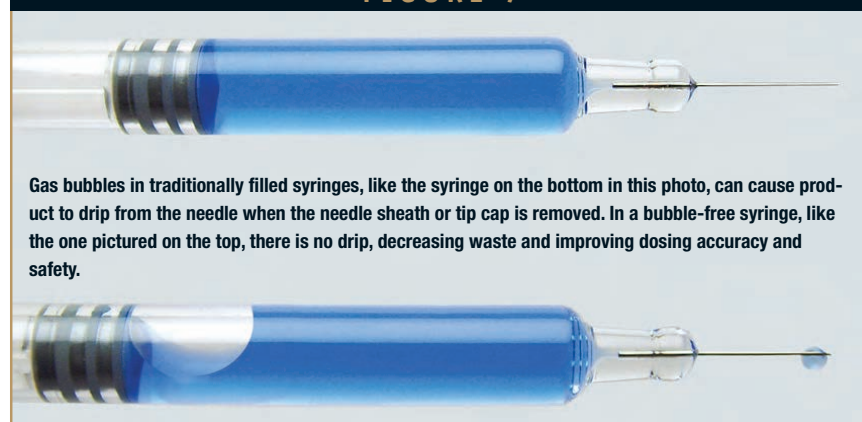 Gas bubbles in traditionally filled syringes, like the syringe on the bottom in this photo, can cause prod-
uct to drip from the needle when the needle sheath or tip cap is removed. In a bubble-free syringe, like
the one pictured on the top, there is no drip, decreasing waste and improving dosing accuracy and
safety.